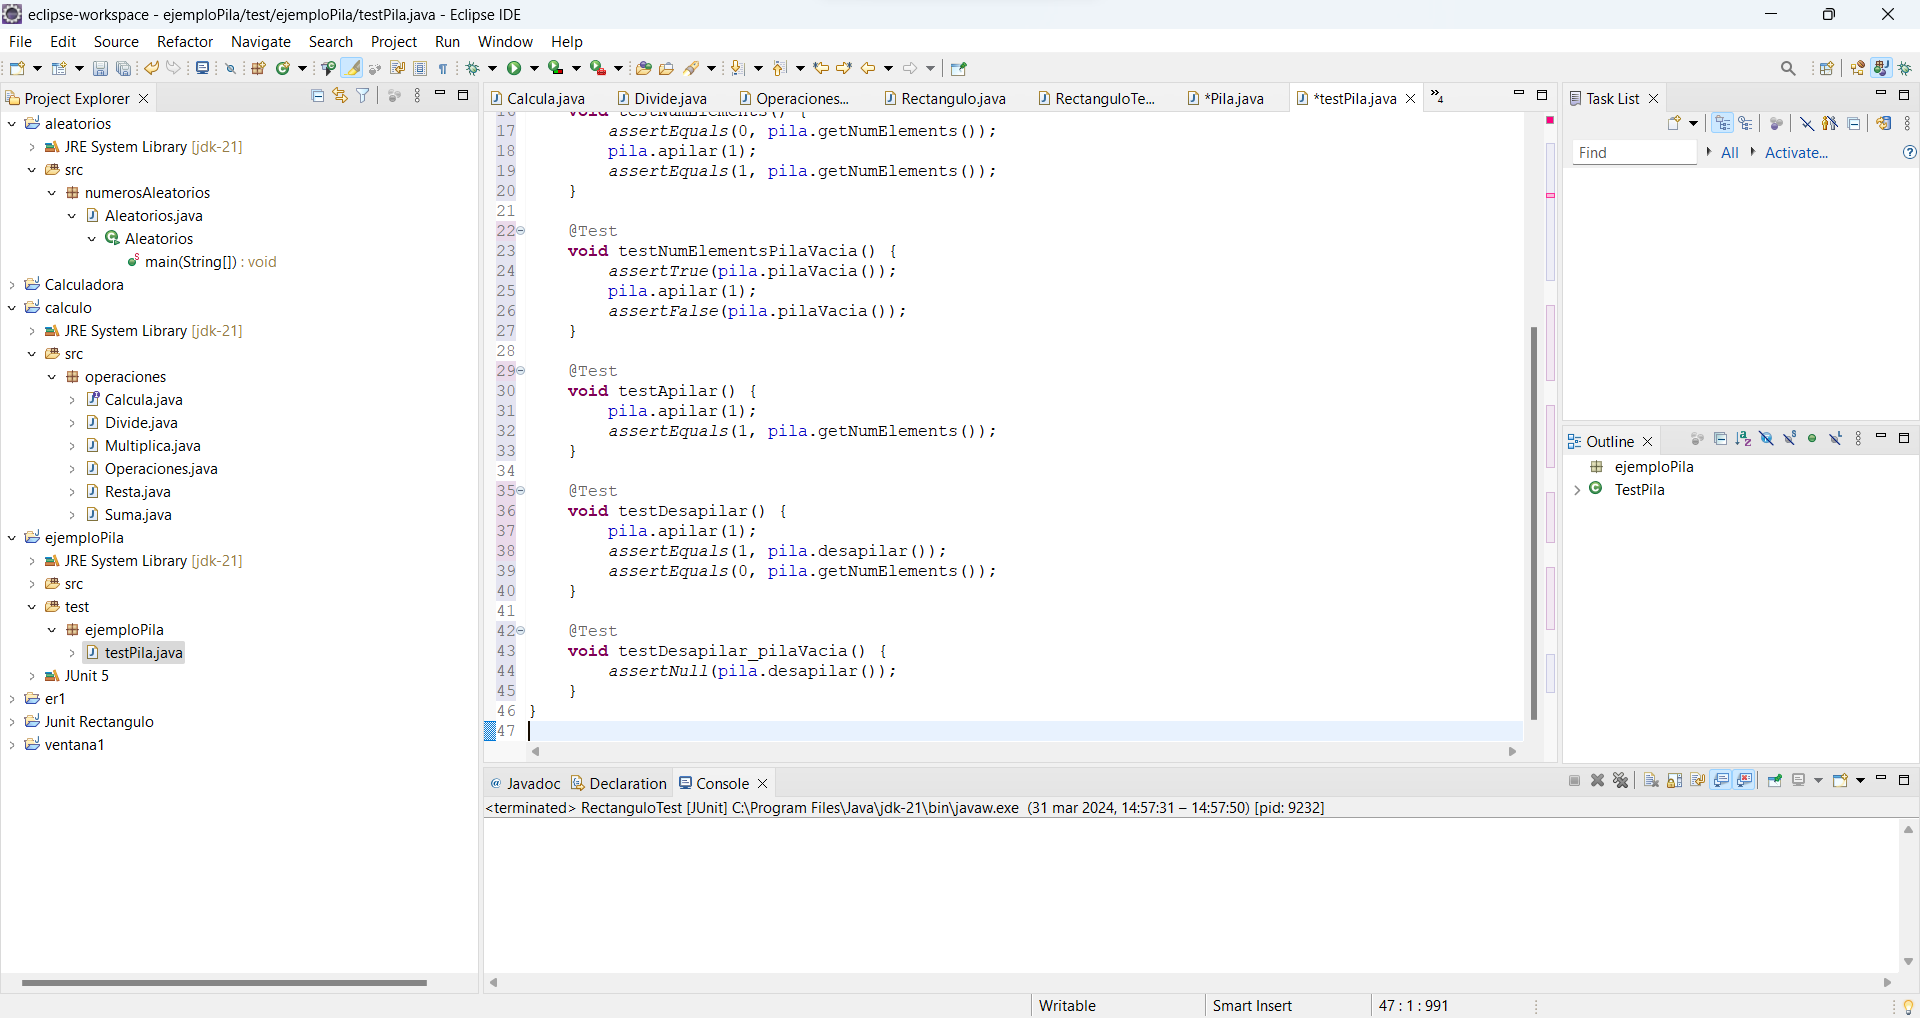 eclipse-workspace - ejemploPila/test/ejemploPila/testPila.java - Eclipse IDE
File Edit Source Refactor Navigate Search Project Run Window Help
Project Explorer
aleatorios
JRE System Library [jdk-21]
src
numerosAleatorios
Aleatorios.java
Aleatorios
main(String[]) : void
Calculadora
calculo
JRE System Library [jdk-21]
src
operaciones
Calcula.java
Divide.java
Multiplica.java
Operaciones.java
Resta.java
Suma.java
ejemploPila
JRE System Library [jdk-21]
src
test
ejemploPila
testPila.java
JUnit 5
er1
Junit Rectangulo
ventana1
Calcula.java Divide.java Operaciones... Rectangulo.java RectanguloTe... *Pila.java *testPila.java »4
16 void testNumElements() {
17 assertEquals(0, pila.getNumElements());
18 pila.apilar(1);
19 assertEquals(1, pila.getNumElements());
20 }
21
22 @Test
23 void testNumElementsPilaVacia() {
24 assertTrue(pila.pilaVacia());
25 pila.apilar(1);
26 assertFalse(pila.pilaVacia());
27 }
28
29 @Test
30 void testApilar() {
31 pila.apilar(1);
32 assertEquals(1, pila.getNumElements());
33 }
34
35 @Test
36 void testDesapilar() {
37 pila.apilar(1);
38 assertEquals(1, pila.desapilar());
39 assertEquals(0, pila.getNumElements());
40 }
41
42 @Test
43 void testDesapilar_pilaVacia() {
44 assertNull(pila.desapilar());
45 }
46 }
47
Task List
Find All Activate...
Outline
ejemploPila
TestPila
@ Javadoc Declaration Console
<terminated> RectanguloTest [JUnit] C:\Program Files\Java\jdk-21\bin\javaw.exe (31 mar 2024, 14:57:31 – 14:57:50) [pid: 9232]
Writable Smart Insert 47 : 1 : 991